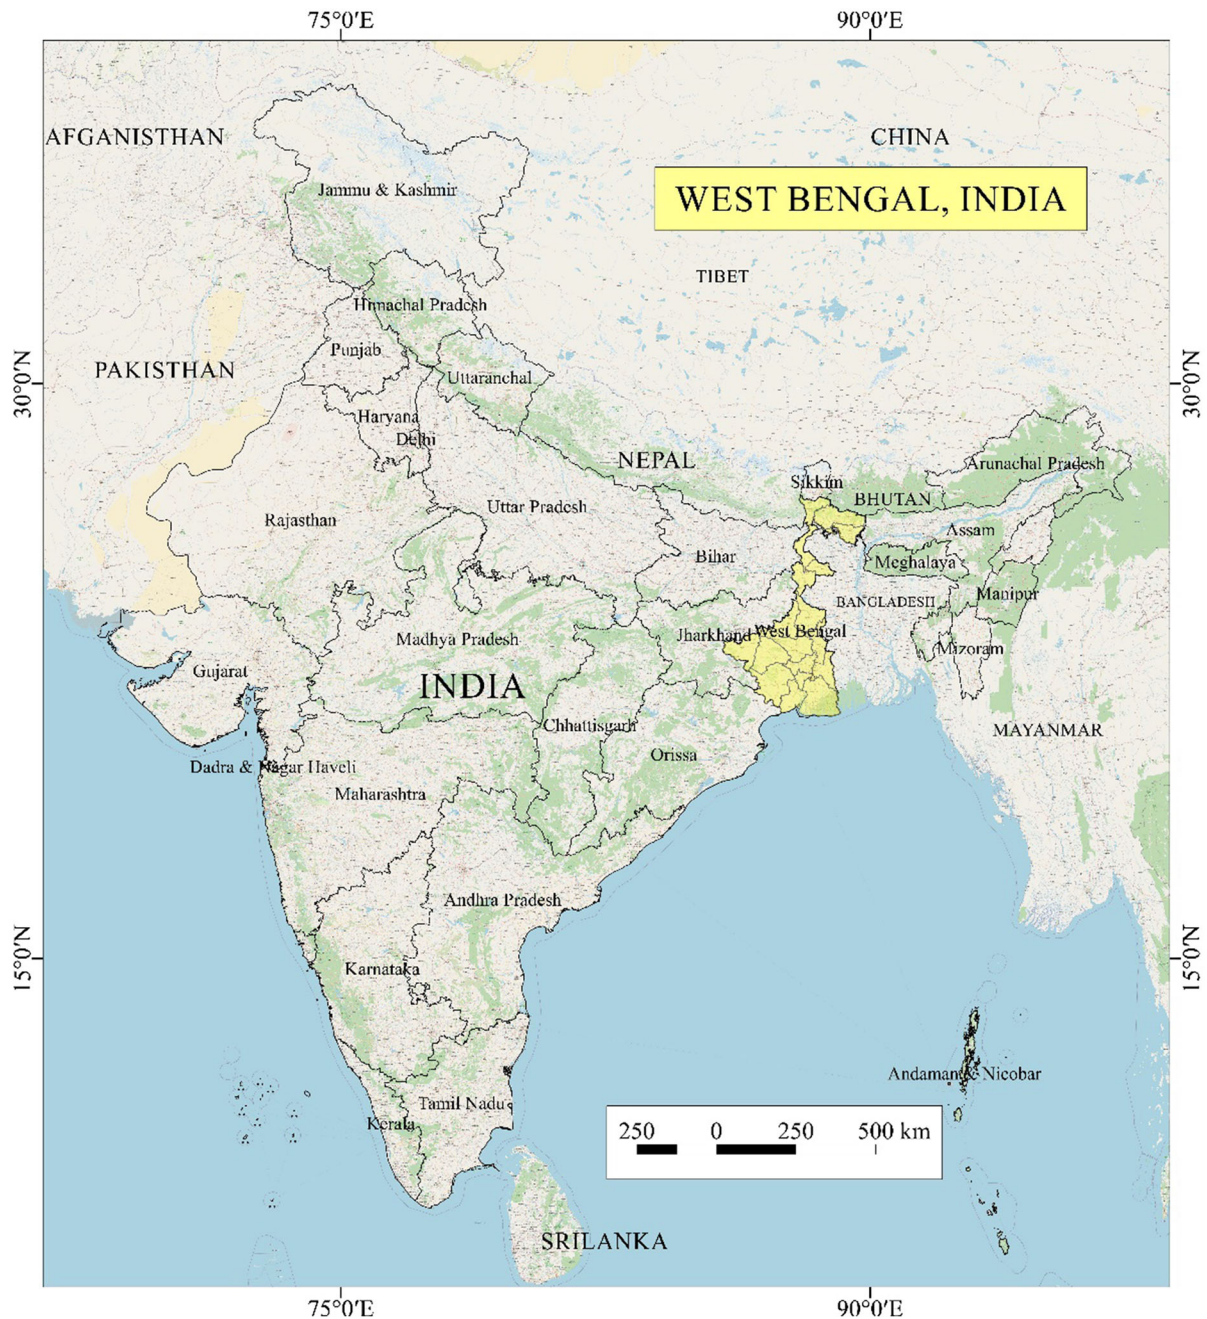 75°0′E 90°0′E
AFGANISTHAN
CHINA
Jammu & Kashmir
WEST BENGAL, INDIA
TIBET
Himachal Pradesh
Punjab
30°0′N
PAKISTHAN
30°0′N
Uttaranchal
Haryana
Delhi
NEPAL
Arunachal Pradesh
Sikkim
BHUTAN
Uttar Pradesh
Rajasthan
Assam
Bihar
Meghalaya
Manipur
BANGLADESH
Jharkhand
West Bengal
Madhya Pradesh
Mizoram
Gujarat
INDIA
Chhattisgarh
MAYANMAR
Orissa
Dadra & Nagar Haveli
Maharashtra
Andhra Pradesh
15°0′N
15°0′N
Karnataka
Andaman & Nicobar
Tamil Nadu
Kerala
250 0 250 500 km
SRILANKA
75°0′E 90°0′E